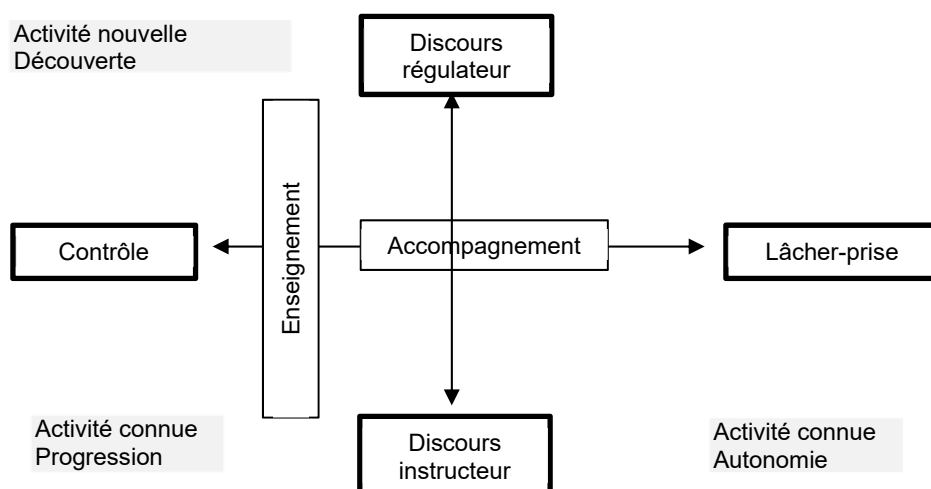 Activité nouvelle
Découverte
Discours
régulateur
Enseignement
Contrôle
Accompagnement
Lâcher-prise
Activité connue
Progression
Discours
instructeur
Activité connue
Autonomie